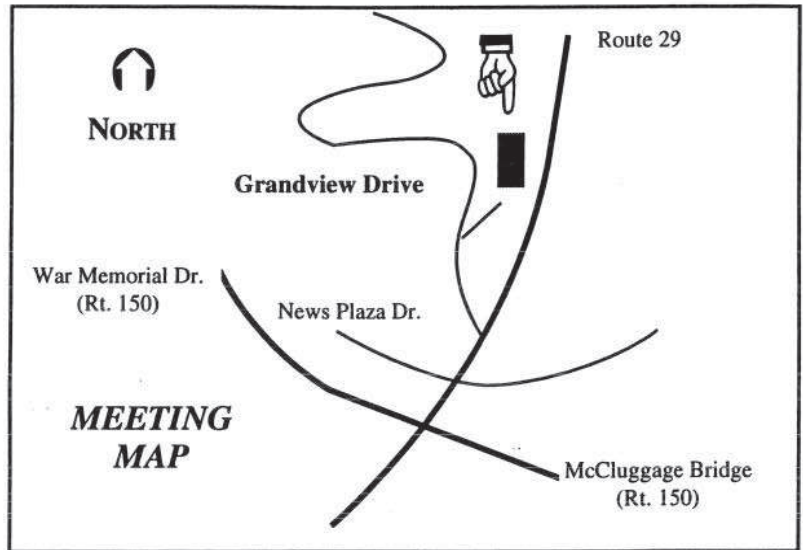 Route 29
NORTH
Grandview Drive
War Memorial Dr.
(Rt. 150)
News Plaza Dr.
MEETING
MAP
McCluggage Bridge
(Rt. 150)